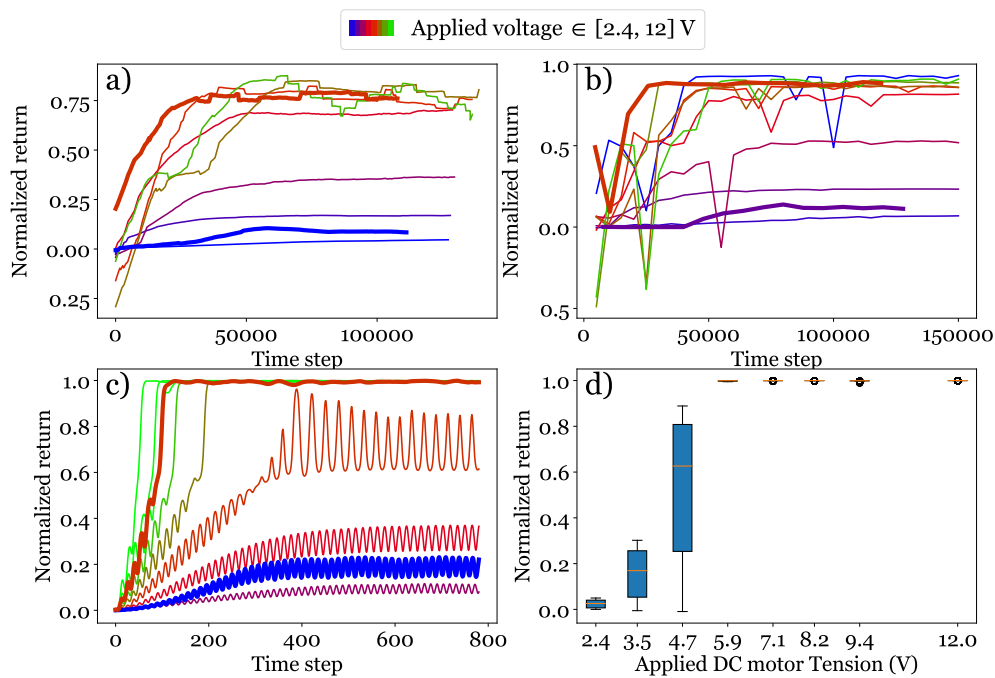 Applied voltage ∈ [2.4, 12] V
a)
Normalized return
0.75
0.50
0.25
0.00
0.25
0 50000 100000
Time step
b)
Normalized return
1.0
0.5
0.0
0.5
0 50000 100000 150000
Time step
c)
Normalized return
1.0
0.8
0.6
0.4
0.2
0.0
0 200 400 600 800
Time step
d)
Normalized return
1.0
0.8
0.6
0.4
0.2
0.0
2.4 3.5 4.7 5.9 7.1 8.2 9.4 12.0
Applied DC motor Tension (V)